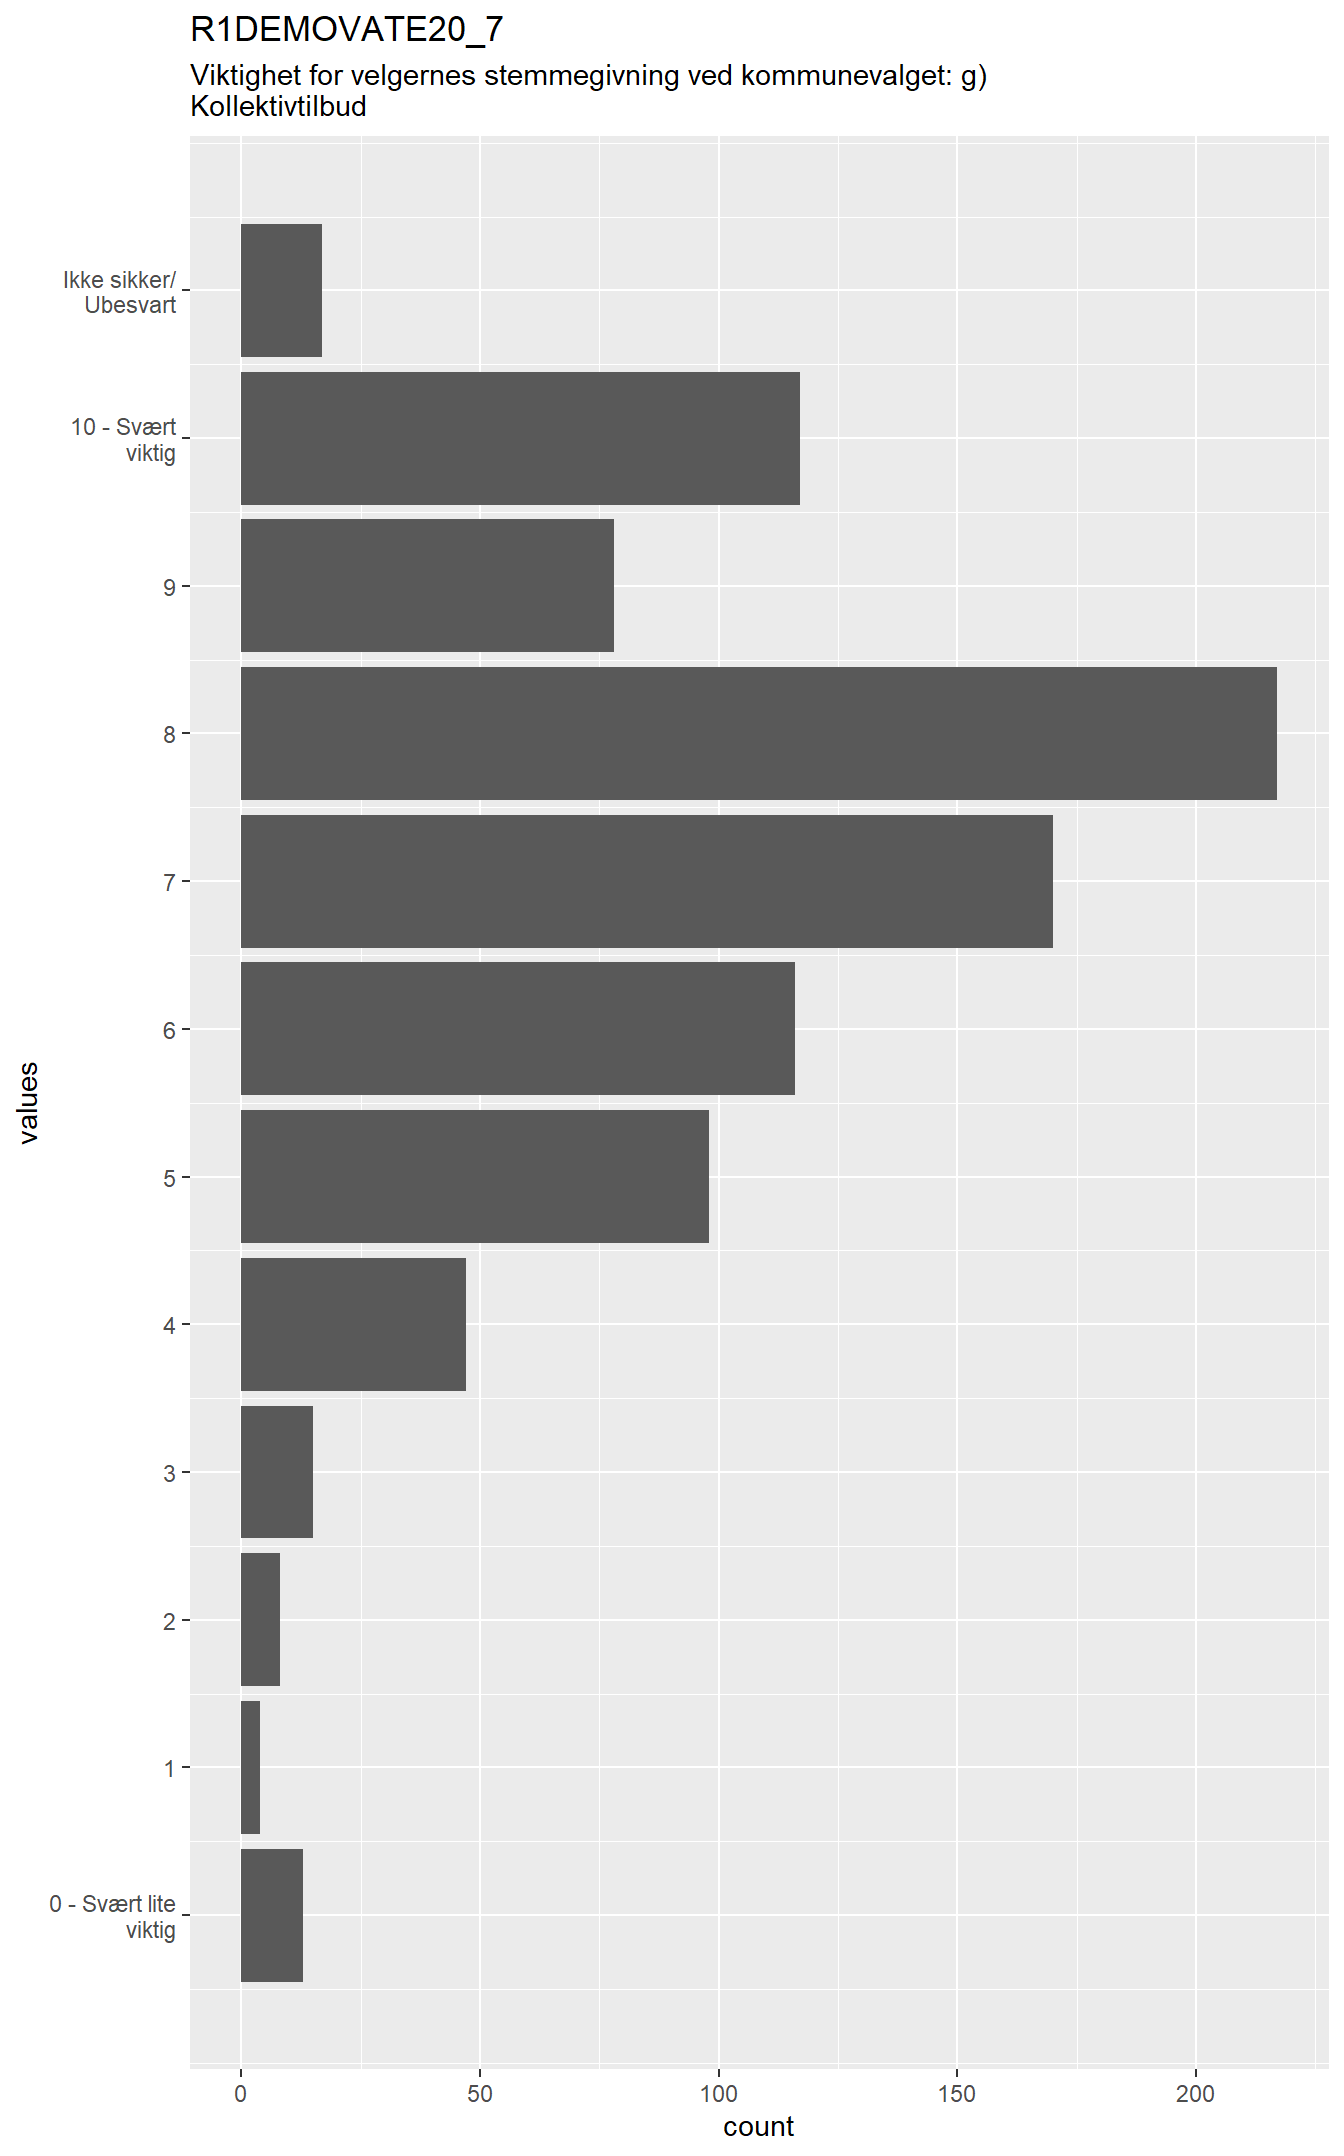 R1DEMOVATE20_7
Viktighet for velgernes stemmegivning ved kommunevalget: g)
Kollektivtilbud
Ikke sikker/
Ubesvart
10 - Svært
viktig
9
8
7
6
5
4
3
2
1
0 - Svært lite
viktig
values
0
50
100
150
200
count